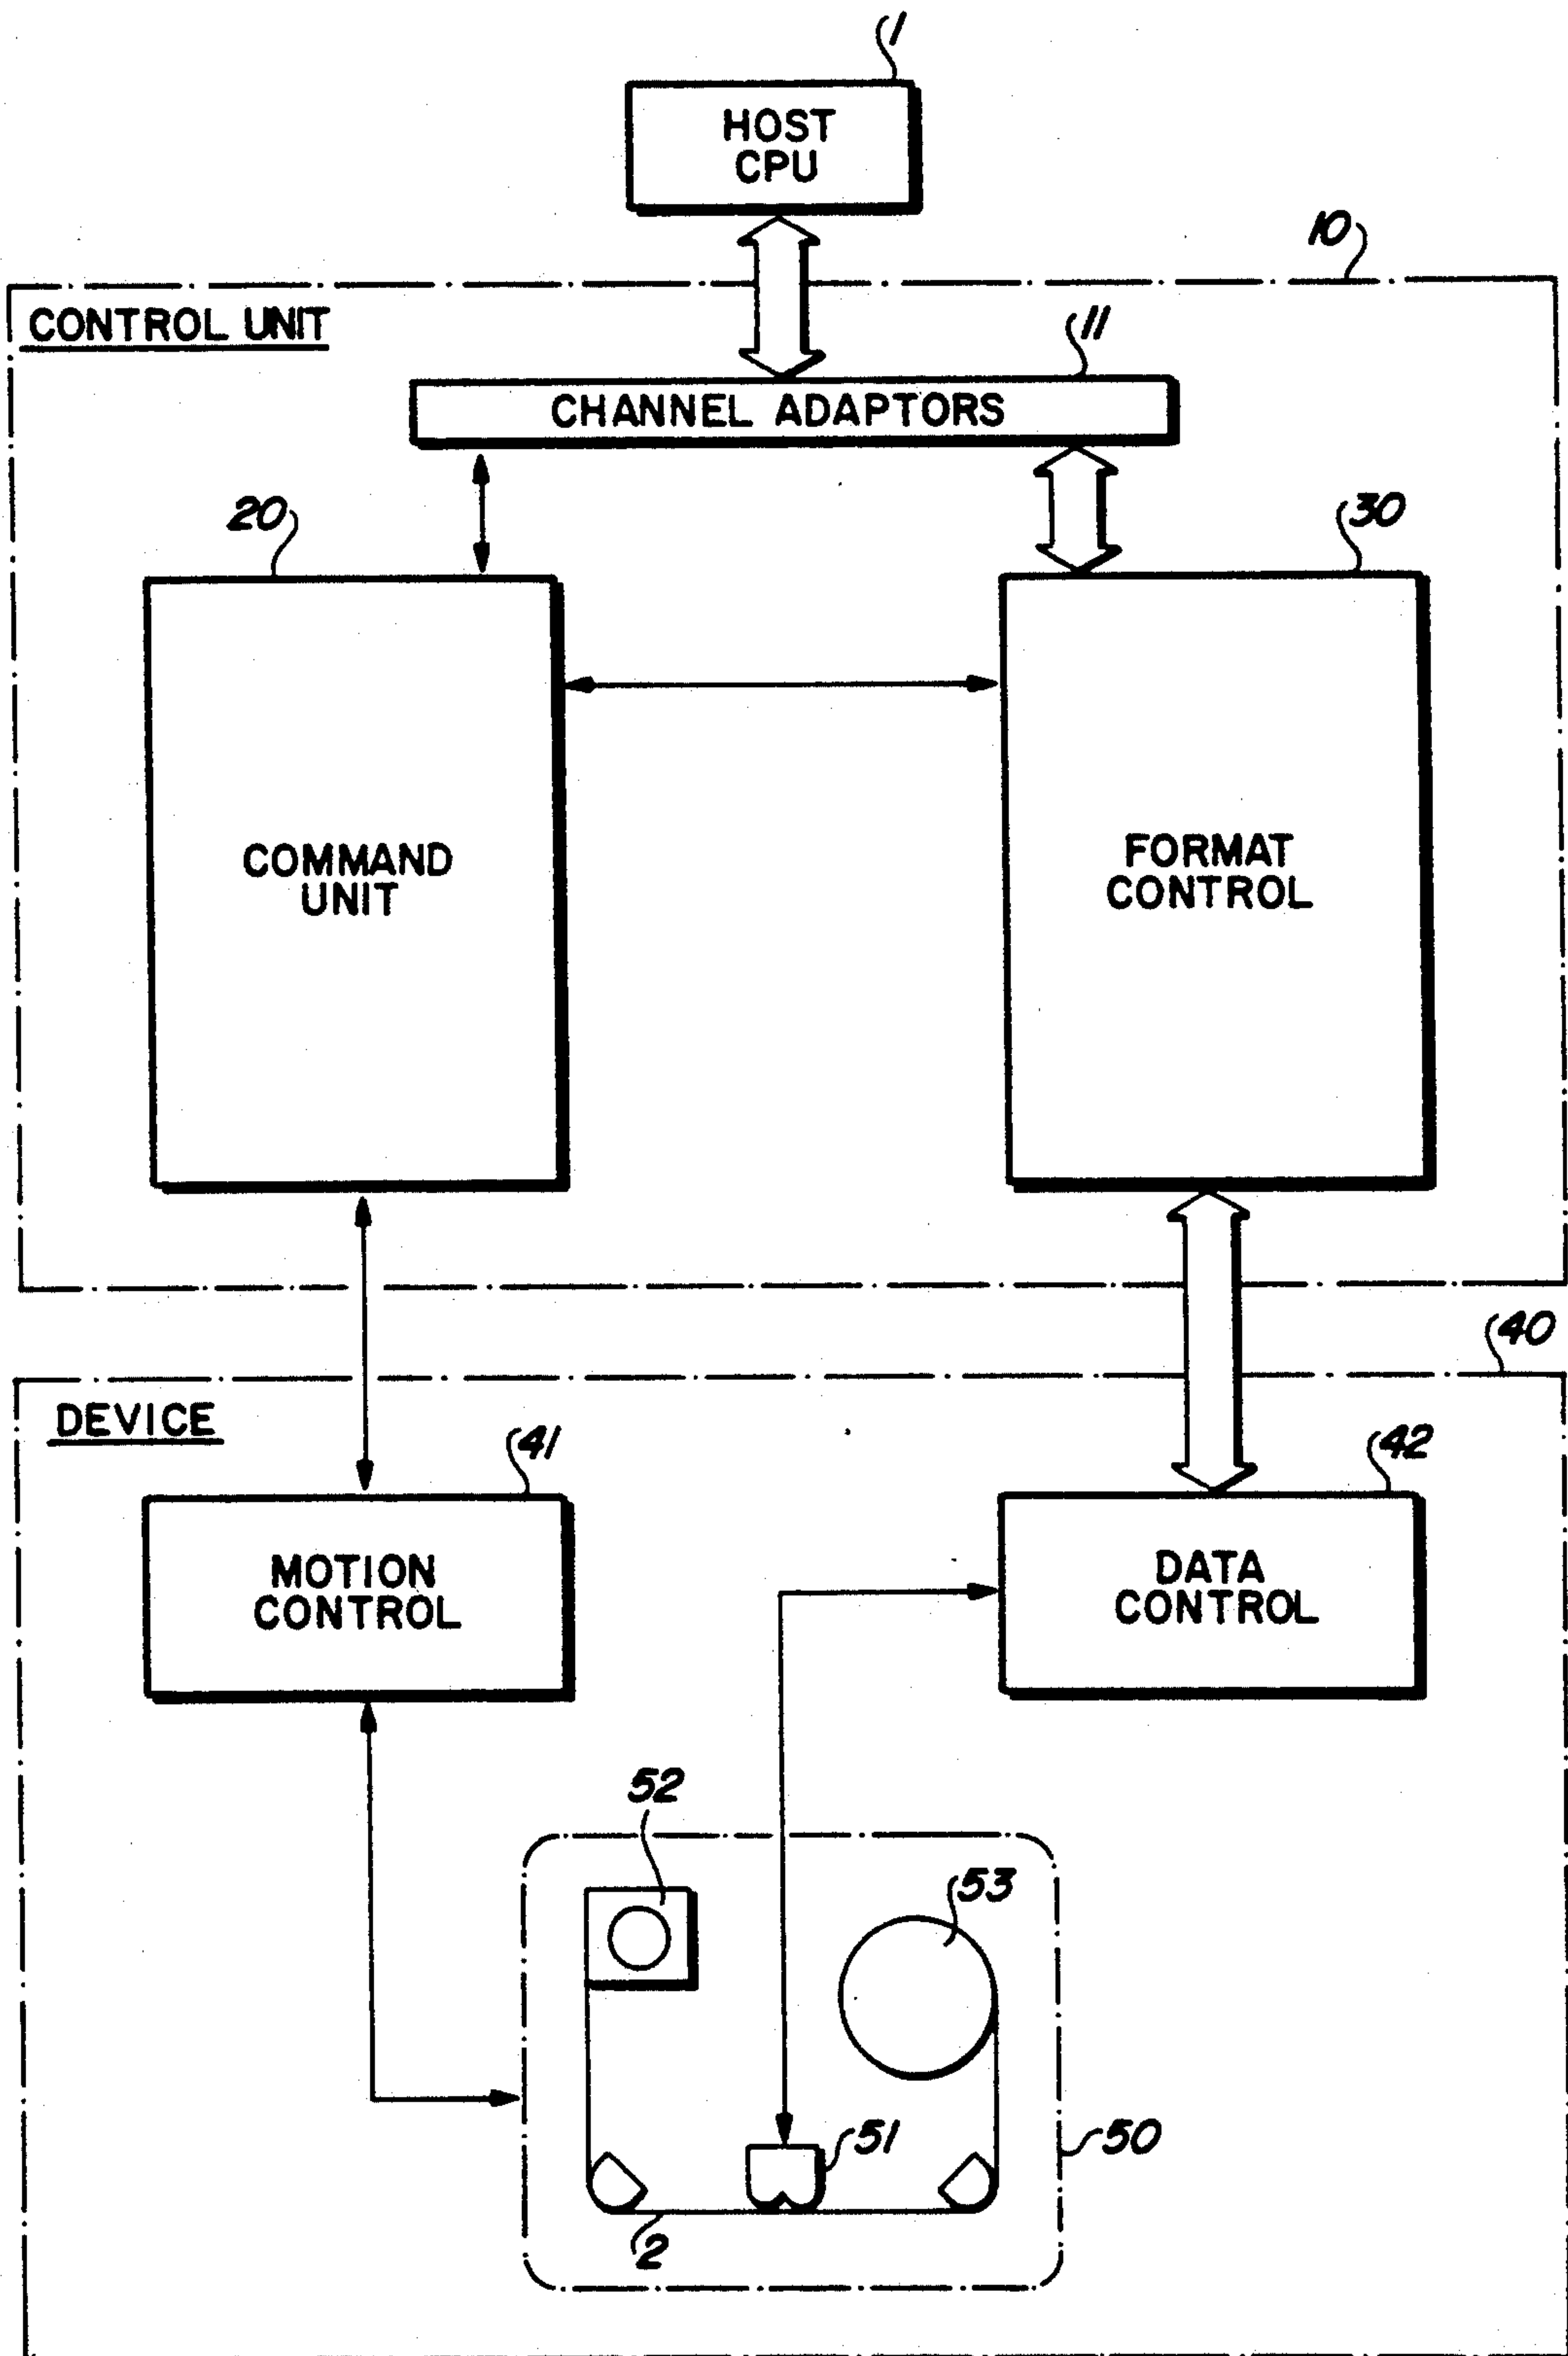 1
HOST
CPU
10
CONTROL UNIT
11
CHANNEL ADAPTORS
20
30
COMMAND
UNIT
FORMAT
CONTROL
40
DEVICE
41
42
MOTION
CONTROL
DATA
CONTROL
52
53
51
50
2